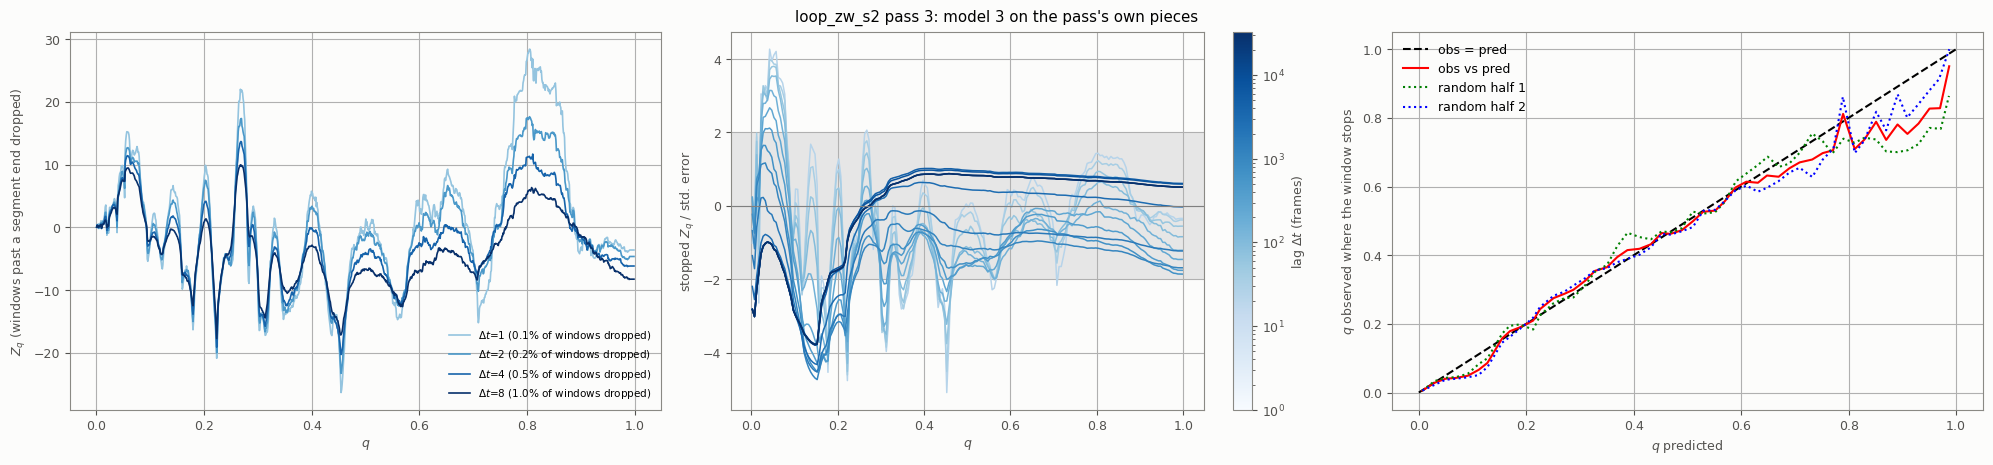 loop_zw_s2 pass 3: model 3 on the pass's own pieces
Z_q (windows past a segment end dropped)
30
20
10
0
−10
−20
0.0
0.2
0.4
0.6
0.8
1.0
q
Δt=1 (0.1% of windows dropped)
Δt=2 (0.2% of windows dropped)
Δt=4 (0.5% of windows dropped)
Δt=8 (1.0% of windows dropped)
stopped Z_q / std. error
4
2
0
−2
−4
0.0
0.2
0.4
0.6
0.8
1.0
q
10^4
10^3
10^2
10^1
10^0
lag Δt (frames)
q observed where the window stops
1.0
0.8
0.6
0.4
0.2
0.0
0.0
0.2
0.4
0.6
0.8
1.0
q predicted
obs = pred
obs vs pred
random half 1
random half 2